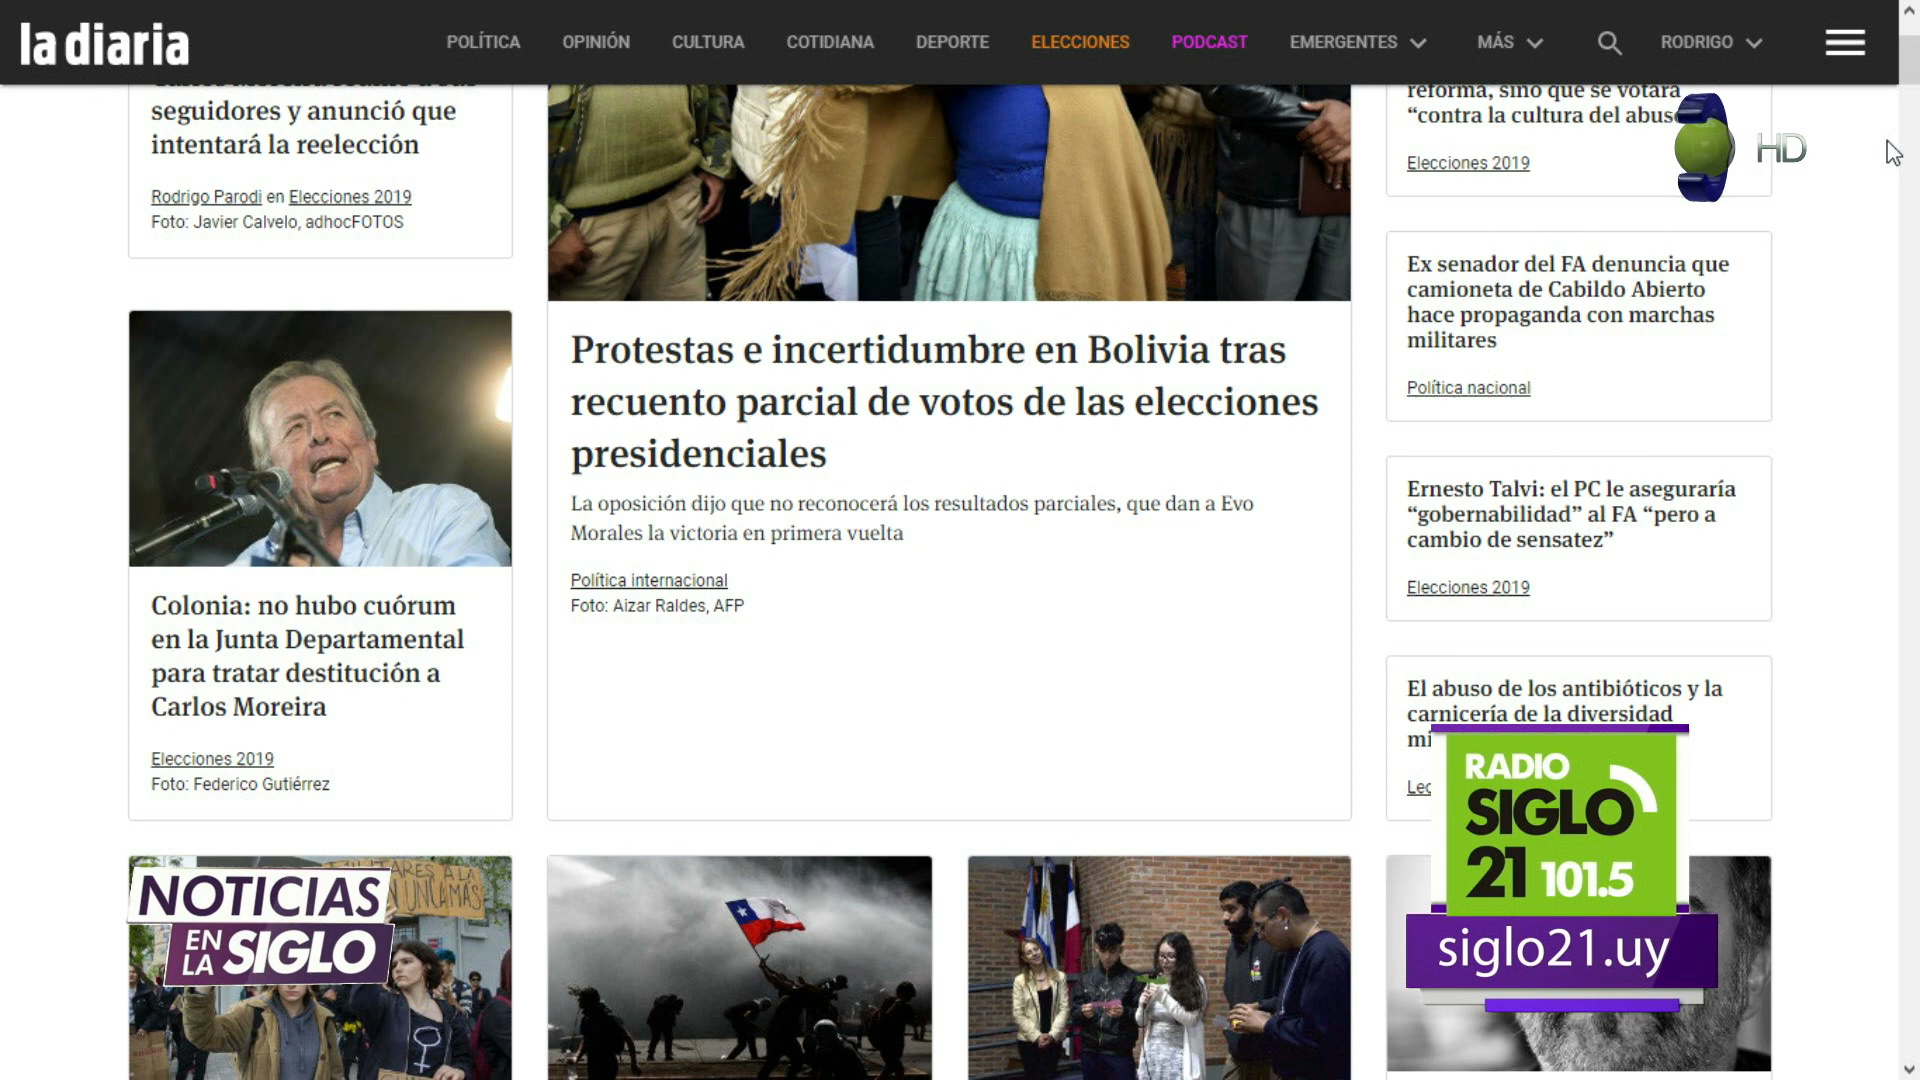 la diaria
POLÍTICA
OPINIÓN
CULTURA
COTIDIANA
DEPORTE
ELECCIONES
PODCAST
EMERGENTES
MÁS
RODRIGO
seguidores y anunció que
intentará la reelección
Rodrigo Parodi en Elecciones 2019
Foto: Javier Calvelo, adhocFOTOS
Colonia: no hubo cuórum
en la Junta Departamental
para tratar destitución a
Carlos Moreira
Elecciones 2019
Foto: Federico Gutiérrez
Protestas e incertidumbre en Bolivia tras
recuento parcial de votos de las elecciones
presidenciales
La oposición dijo que no reconocerá los resultados parciales, que dan a Evo
Morales la victoria en primera vuelta
Política internacional
Foto: Aizar Raldes, AFP
reforma, sino que se votará
“contra la cultura del abuso
Elecciones 2019
HD
Ex senador del FA denuncia que
camioneta de Cabildo Abierto
hace propaganda con marchas
militares
Política nacional
Ernesto Talvi: el PC le aseguraría
“gobernabilidad” al FA “pero a
cambio de sensatez”
Elecciones 2019
El abuso de los antibióticos y la
carnicería de la diversidad
RADIO
SIGLO
21 101.5
siglo21.uy
NOTICIAS
EN LA SIGLO